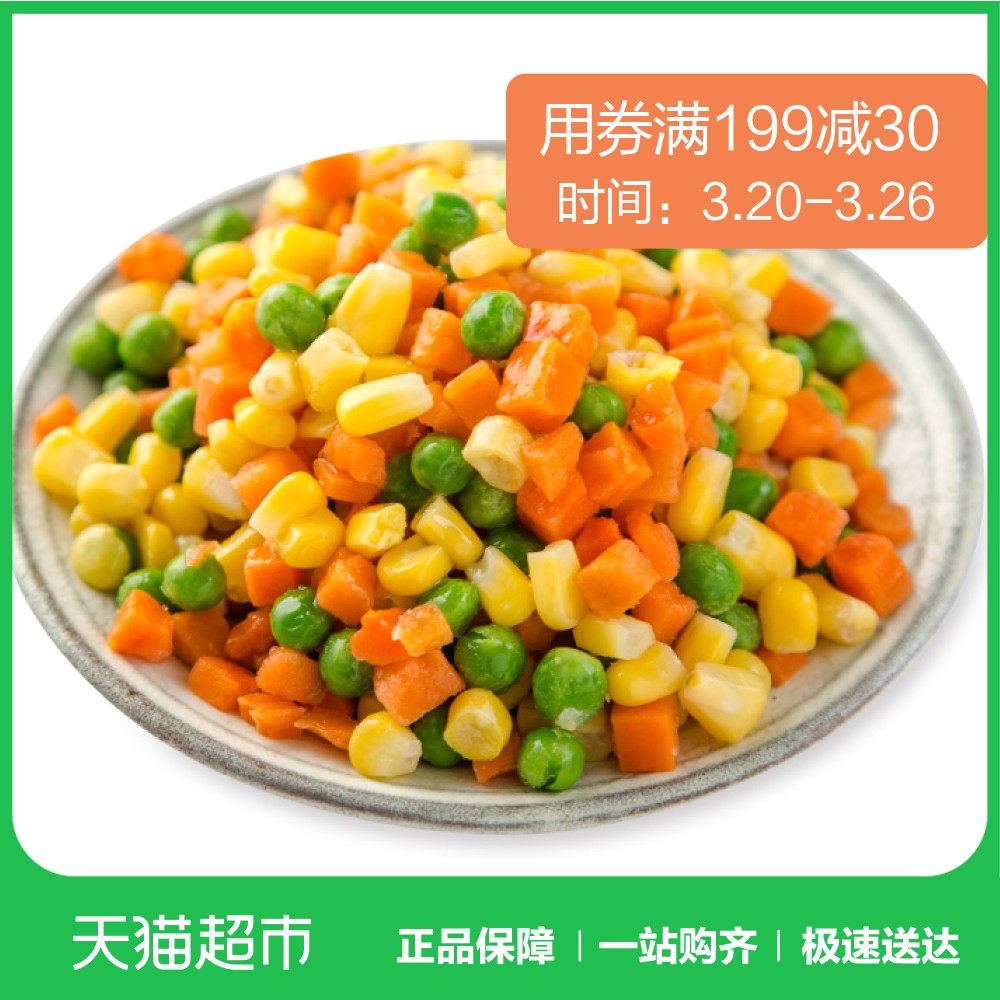 用券满199减30
时间：3.20-3.26
天猫超市
正品保障 | 一站购齐 | 极速送达